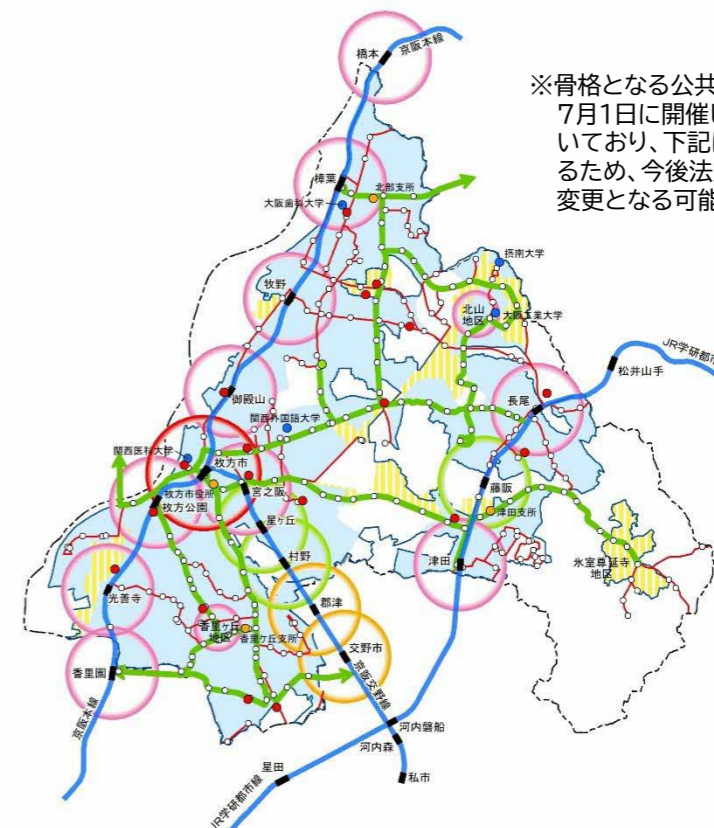 橋本
京阪本線
※骨格となる公共
7月1日に開催
いており、下記
るため、今後法
変更となる可能
樟葉
北部支所
大阪歯科大学
摂南大学
牧野
北山
地区
大阪工業大学
JR学研都市
松井山手
御殿山
長尾
関西外国語大学
関西医科大学
枚方市
枚方市役所
宮之阪
藤阪
枚方公園
星ヶ丘
津田支所
村野
津田
氷室尊延寺
地区
光善寺
郡津
香里ケ丘
地区
香里ケ丘支所
交野市
香里園
京阪交野線
京阪本線
河内磐船
河内森
星田
私市
JR学研都市線